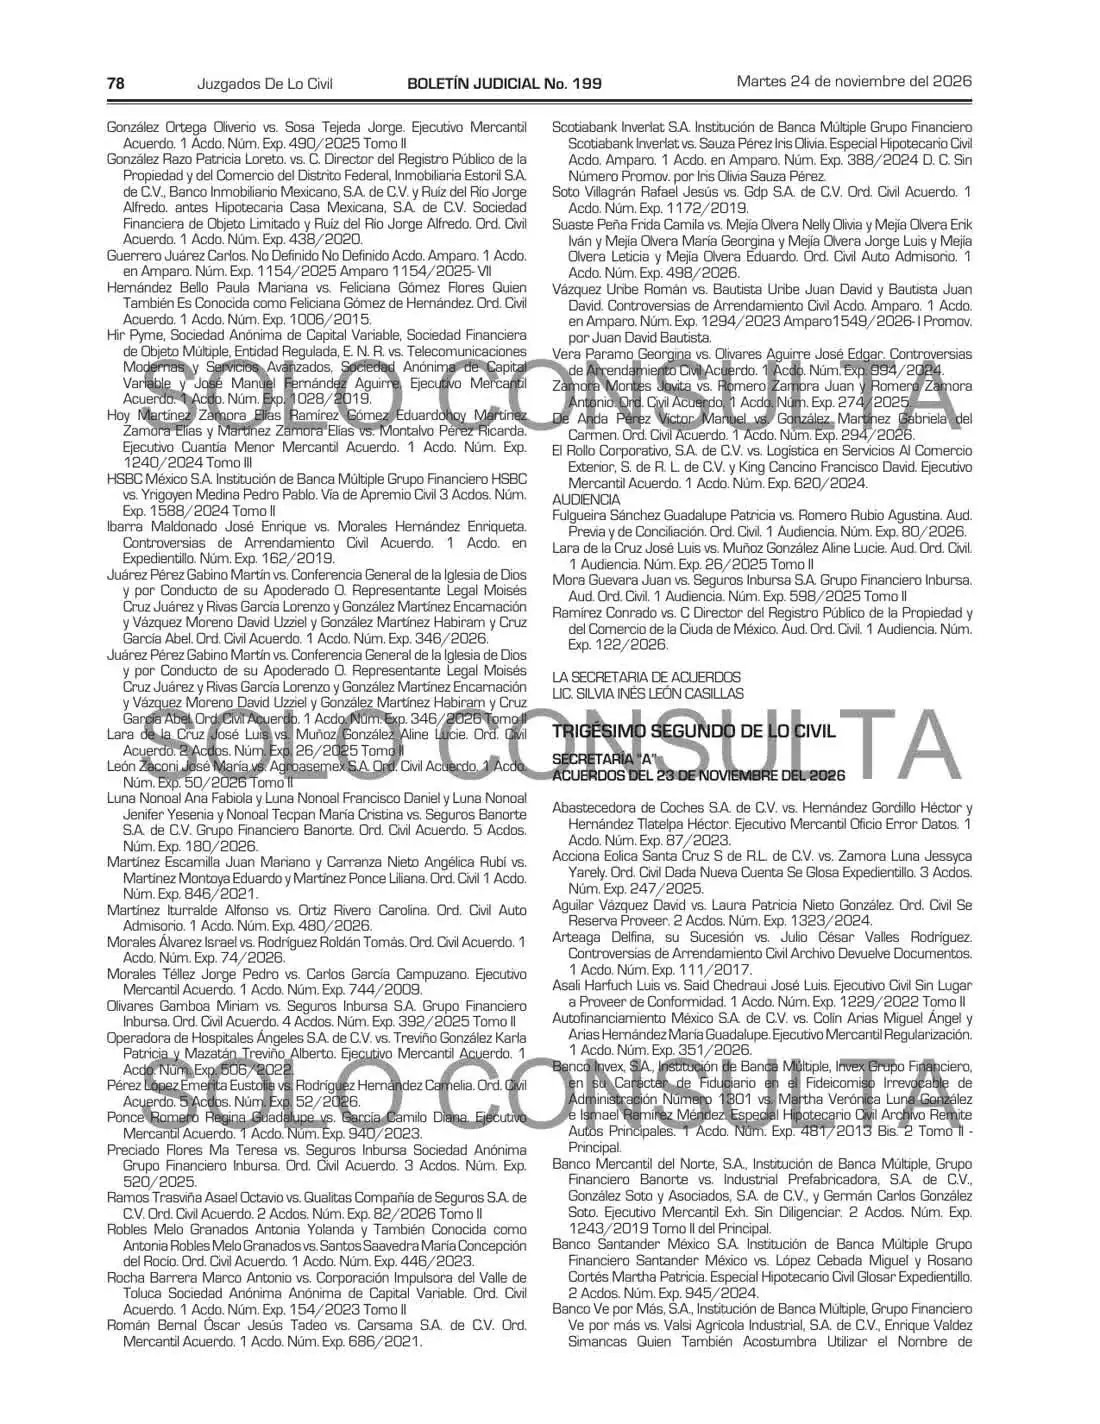 78 Juzgados De Lo Civil BOLETÍN JUDICIAL No. 199 Martes 24 de noviembre del 2026
González Ortega Oliverio vs. Sosa Tejeda Jorge. Ejecutivo Mercantil
Acuerdo. 1 Acdo. Núm. Exp. 490/2025 Tomo II
González Razo Patricia Loreto. vs. C. Director del Registro Público de la
Propiedad y del Comercio del Distrito Federal, Inmobiliaria Estoril S.A.
de C.V., Banco Inmobiliario Mexicano, S.A. de C.V. y Ruíz del Río Jorge
Alfredo. antes Hipotecaria Casa Mexicana, S.A. de C.V. Sociedad
Financiera de Objeto Limitado y Ruiz del Rio Jorge Alfredo. Ord. Civil
Acuerdo. 1 Acdo. Núm. Exp. 438/2020.
Guerrero Juárez Carlos. No Definido No Definido Acdo. Amparo. 1 Acdo.
en Amparo. Núm. Exp. 1154/2025 Amparo 1154/2025- VII
Hernández Bello Paula Mariana vs. Feliciana Gómez Flores Quien
También Es Conocida como Feliciana Gómez de Hernández. Ord. Civil
Acuerdo. 1 Acdo. Núm. Exp. 1006/2015.
Hir Pyme, Sociedad Anónima de Capital Variable, Sociedad Financiera
de Objeto Múltiple, Entidad Regulada, E. N. R. vs. Telecomunicaciones
Modernas y Servicios Avanzados, Sociedad Anónima de Capital
Variable y José Manuel Fernández Aguirre, Ejecutivo Mercantil
Acuerdo. 1 Acdo. Núm. Exp. 1028/2019.
Hoy Martínez Zamora Elías Ramírez Gómez Eduardohoy Martínez
Zamora Elías y Martínez Zamora Elías vs. Montalvo Pérez Ricarda.
Ejecutivo Cuantía Menor Mercantil Acuerdo. 1 Acdo. Núm. Exp.
1240/2024 Tomo III
HSBC México S.A. Institución de Banca Múltiple Grupo Financiero HSBC
vs. Yrigoyen Medina Pedro Pablo. Vía de Apremio Civil 3 Acdos. Núm.
Exp. 1588/2024 Tomo II
Ibarra Maldonado José Enrique vs. Morales Hernández Enriqueta.
Controversias de Arrendamiento Civil Acuerdo. 1 Acdo. en
Expedientillo. Núm. Exp. 162/2019.
Juárez Pérez Gabino Martín vs. Conferencia General de la Iglesia de Dios
y por Conducto de su Apoderado O. Representante Legal Moisés
Cruz Juárez y Rivas García Lorenzo y González Martínez Encarnación
y Vázquez Moreno David Uzziel y González Martínez Habiram y Cruz
García Abel. Ord. Civil Acuerdo. 1 Acdo. Núm. Exp. 346/2026.
Juárez Pérez Gabino Martín vs. Conferencia General de la Iglesia de Dios
y por Conducto de su Apoderado O. Representante Legal Moisés
Cruz Juárez y Rivas García Lorenzo y González Martínez Encarnación
y Vázquez Moreno David Uzziel y González Martínez Habiram y Cruz
García Abel. Ord. Civil Acuerdo. 1 Acdo. Núm. Exp. 346/2026 Tomo II
Lara de la Cruz José Luis vs. Muñoz González Aline Lucie. Ord. Civil
Acuerdo. 2 Acdos. Núm. Exp. 26/2025 Tomo II
León Zaconi José María vs. Agroasemex S.A. Ord. Civil Acuerdo. 1 Acdo.
Núm. Exp. 50/2026 Tomo II
Luna Nonoal Ana Fabiola y Luna Nonoal Francisco Daniel y Luna Nonoal
Jenifer Yesenia y Nonoal Tecpan María Cristina vs. Seguros Banorte
S.A. de C.V. Grupo Financiero Banorte. Ord. Civil Acuerdo. 5 Acdos.
Núm. Exp. 180/2026.
Martínez Escamilla Juan Mariano y Carranza Nieto Angélica Rubí vs.
Martínez Montoya Eduardo y Martínez Ponce Liliana. Ord. Civil 1 Acdo.
Núm. Exp. 846/2021.
Martínez Iturralde Alfonso vs. Ortiz Rivero Carolina. Ord. Civil Auto
Admisorio. 1 Acdo. Núm. Exp. 480/2026.
Morales Álvarez Israel vs. Rodríguez Roldán Tomás. Ord. Civil Acuerdo. 1
Acdo. Núm. Exp. 74/2026.
Morales Téllez Jorge Pedro vs. Carlos García Campuzano. Ejecutivo
Mercantil Acuerdo. 1 Acdo. Núm. Exp. 744/2009.
Olivares Gamboa Miriam vs. Seguros Inbursa S.A. Grupo Financiero
Inbursa. Ord. Civil Acuerdo. 4 Acdos. Núm. Exp. 392/2025 Tomo II
Operadora de Hospitales Ángeles S.A. de C.V. vs. Treviño González Karla
Patricia y Mazatán Treviño Alberto. Ejecutivo Mercantil Acuerdo. 1
Acdo. Núm. Exp. 506/2022.
Pérez López Emerita Eustolia vs. Rodríguez Hernández Camelia. Ord. Civil
Acuerdo. 5 Acdos. Núm. Exp. 52/2026.
Ponce Romero Regina Guadalupe vs. García Camilo Diana. Ejecutivo
Mercantil Acuerdo. 1 Acdo. Núm. Exp. 940/2023.
Preciado Flores Ma Teresa vs. Seguros Inbursa Sociedad Anónima
Grupo Financiero Inbursa. Ord. Civil Acuerdo. 3 Acdos. Núm. Exp.
520/2025.
Ramos Trasviña Asael Octavio vs. Qualitas Compañía de Seguros S.A. de
C.V. Ord. Civil Acuerdo. 2 Acdos. Núm. Exp. 82/2026 Tomo II
Robles Melo Granados Antonia Yolanda y También Conocida como
Antonia Robles Melo Granados vs. Santos Saavedra María Concepción
del Rocio. Ord. Civil Acuerdo. 1 Acdo. Núm. Exp. 446/2023.
Rocha Barrera Marco Antonio vs. Corporación Impulsora del Valle de
Toluca Sociedad Anónima Anónima de Capital Variable. Ord. Civil
Acuerdo. 1 Acdo. Núm. Exp. 154/2023 Tomo II
Román Bernal Óscar Jesús Tadeo vs. Carsama S.A. de C.V. Ord.
Mercantil Acuerdo. 1 Acdo. Núm. Exp. 686/2021.
Scotiabank Inverlat S.A. Institución de Banca Múltiple Grupo Financiero
Scotiabank Inverlat vs. Sauza Pérez Iris Olivia. Especial Hipotecario Civil
Acdo. Amparo. 1 Acdo. en Amparo. Núm. Exp. 388/2024 D. C. Sin
Número Promov. por Iris Olivia Sauza Pérez.
Soto Villagrán Rafael Jesús vs. Gdp S.A. de C.V. Ord. Civil Acuerdo. 1
Acdo. Núm. Exp. 1172/2019.
Suaste Peña Frida Camila vs. Mejía Olvera Nelly Olivia y Mejía Olvera Erik
Iván y Mejía Olvera María Georgina y Mejía Olvera Jorge Luis y Mejía
Olvera Leticia y Mejía Olvera Eduardo. Ord. Civil Auto Admisorio. 1
Acdo. Núm. Exp. 498/2026.
Vázquez Uribe Román vs. Bautista Uribe Juan David y Bautista Juan
David. Controversias de Arrendamiento Civil Acdo. Amparo. 1 Acdo.
en Amparo. Núm. Exp. 1294/2023 Amparo1549/2026- I Promov.
por Juan David Bautista.
Vera Paramo Georgina vs. Olivares Aguirre José Edgar. Controversias
de Arrendamiento Civil Acuerdo. 1 Acdo. Núm. Exp. 994/2024.
Zamora Montes Jovita vs. Romero Zamora Juan y Romero Zamora
Antonio. Ord. Civil Acuerdo. 1 Acdo. Núm. Exp. 274/2025.
De Anda Pérez Víctor Manuel vs. González Martínez Gabriela del
Carmen. Ord. Civil Acuerdo. 1 Acdo. Núm. Exp. 294/2026.
El Rollo Corporativo, S.A. de C.V. vs. Logística en Servicios Al Comercio
Exterior, S. de R. L. de C.V. y King Cancino Francisco David. Ejecutivo
Mercantil Acuerdo. 1 Acdo. Núm. Exp. 620/2024.
AUDIENCIA
Fulgueira Sánchez Guadalupe Patricia vs. Romero Rubio Agustina. Aud.
Previa y de Conciliación. Ord. Civil. 1 Audiencia. Núm. Exp. 80/2026.
Lara de la Cruz José Luis vs. Muñoz González Aline Lucie. Aud. Ord. Civil.
1 Audiencia. Núm. Exp. 26/2025 Tomo II
Mora Guevara Juan vs. Seguros Inbursa S.A. Grupo Financiero Inbursa.
Aud. Ord. Civil. 1 Audiencia. Núm. Exp. 598/2025 Tomo II
Ramírez Conrado vs. C Director del Registro Público de la Propiedad y
del Comercio de la Ciuda de México. Aud. Ord. Civil. 1 Audiencia. Núm.
Exp. 122/2026.
LA SECRETARIA DE ACUERDOS
LIC. SILVIA INÉS LEÓN CASILLAS
TRIGÉSIMO SEGUNDO DE LO CIVIL
SECRETARÍA "A"
ACUERDOS DEL 23 DE NOVIEMBRE DEL 2026
Abastecedora de Coches S.A. de C.V. vs. Hernández Gordillo Héctor y
Hernández Tlatelpa Héctor. Ejecutivo Mercantil Oficio Error Datos. 1
Acdo. Núm. Exp. 87/2023.
Acciona Eolica Santa Cruz S de R.L. de C.V. vs. Zamora Luna Jessyca
Yarely. Ord. Civil Dada Nueva Cuenta Se Glosa Expedientillo. 3 Acdos.
Núm. Exp. 247/2025.
Aguilar Vázquez David vs. Laura Patricia Nieto González. Ord. Civil Se
Reserva Proveer. 2 Acdos. Núm. Exp. 1323/2024.
Arteaga Delfina, su Sucesión vs. Julio César Valles Rodríguez.
Controversias de Arrendamiento Civil Archivo Devuelve Documentos.
1 Acdo. Núm. Exp. 111/2017.
Asali Harfuch Luis vs. Said Chedraui José Luis. Ejecutivo Civil Sin Lugar
a Proveer de Conformidad. 1 Acdo. Núm. Exp. 1229/2022 Tomo II
Autofinanciamiento México S.A. de C.V. vs. Colín Arias Miguel Ángel y
Arias Hernández María Guadalupe. Ejecutivo Mercantil Regularización.
1 Acdo. Núm. Exp. 351/2026.
Banco Invex, S.A., Institución de Banca Múltiple, Invex Grupo Financiero,
en su Carácter de Fiduciario en el Fideicomiso Irrevocable de
Administración Número 1301 vs. Martha Verónica Luna González
e Ismael Ramírez Méndez. Especial Hipotecario Civil Archivo Remite
Autos Principales. 1 Acdo. Núm. Exp. 481/2013 Bis. 2 Tomo II -
Principal.
Banco Mercantil del Norte, S.A., Institución de Banca Múltiple, Grupo
Financiero Banorte vs. Industrial Prefabricadora, S.A. de C.V.,
González Soto y Asociados, S.A. de C.V., y Germán Carlos González
Soto. Ejecutivo Mercantil Exh. Sin Diligenciar. 2 Acdos. Núm. Exp.
1243/2019 Tomo II del Principal.
Banco Santander México S.A. Institución de Banca Múltiple Grupo
Financiero Santander México vs. López Cebada Miguel y Rosano
Cortés Martha Patricia. Especial Hipotecario Civil Glosar Expedientillo.
2 Acdos. Núm. Exp. 945/2024.
Banco Ve por Más, S.A., Institución de Banca Múltiple, Grupo Financiero
Ve por más vs. Valsi Agricola Industrial, S.A. de C.V., Enrique Valdez
Simancas Quien También Acostumbra Utilizar el Nombre de
SOLO CONSULTA
SOLO CONSULTA
SOLO CONSULTA